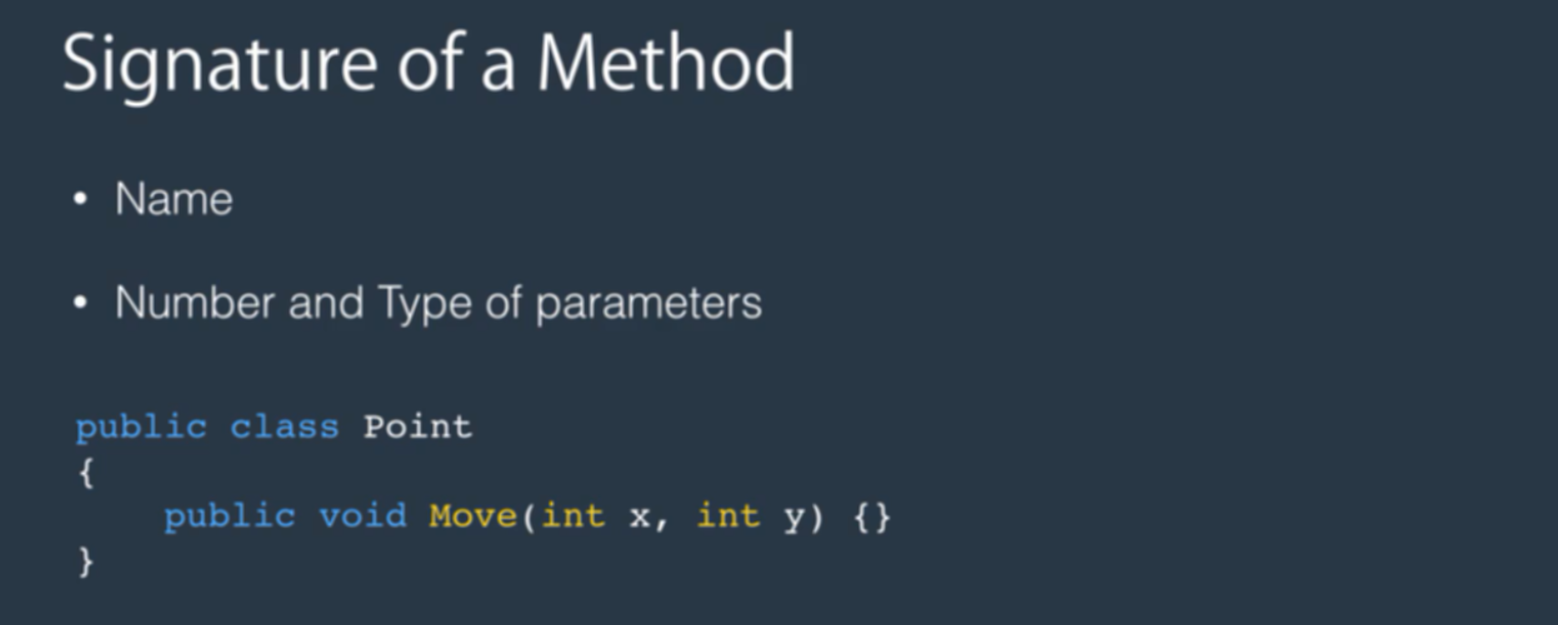 Signature of a Method
• Name
• Number and Type of parameters
public class Point
{
    public void Move(int x, int y) {}
}